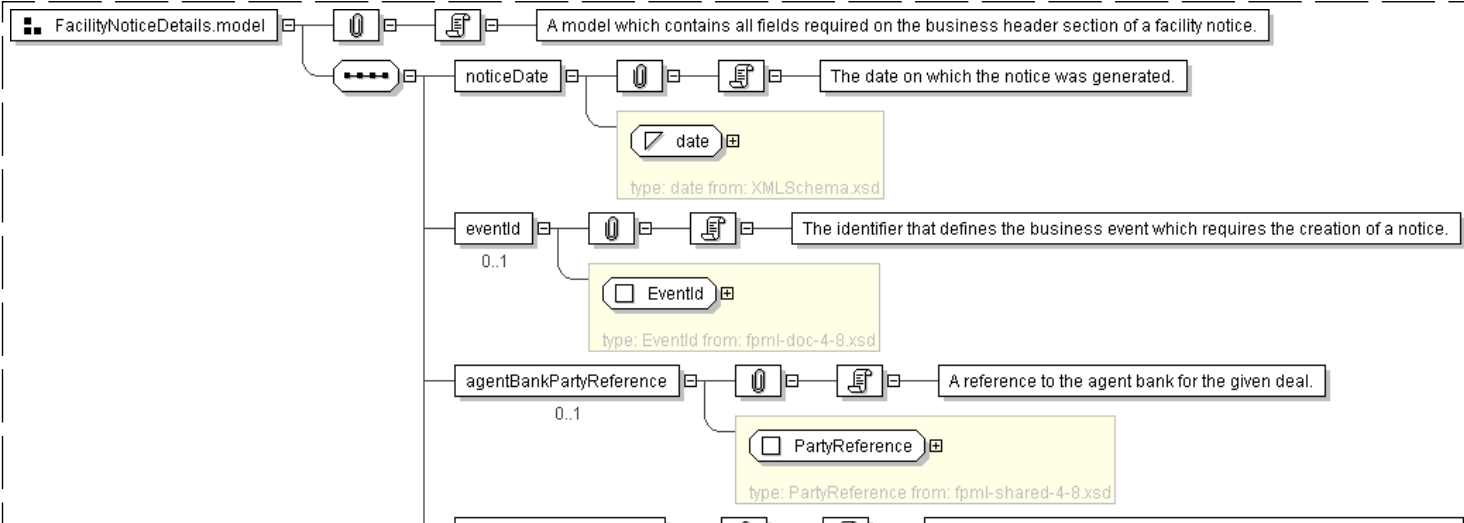 FacilityNoticeDetails.model A model which contains all fields required on the business header section of a facility notice.
noticeDate The date on which the notice was generated.
date
type: date from: XMLSchema.xsd
eventId The identifier that defines the business event which requires the creation of a notice.
0..1
EventId
type: EventId from: fpml-doc-4-8.xsd
agentBankPartyReference A reference to the agent bank for the given deal.
0..1
PartyReference
type: PartyReference from: fpml-shared-4-8.xsd